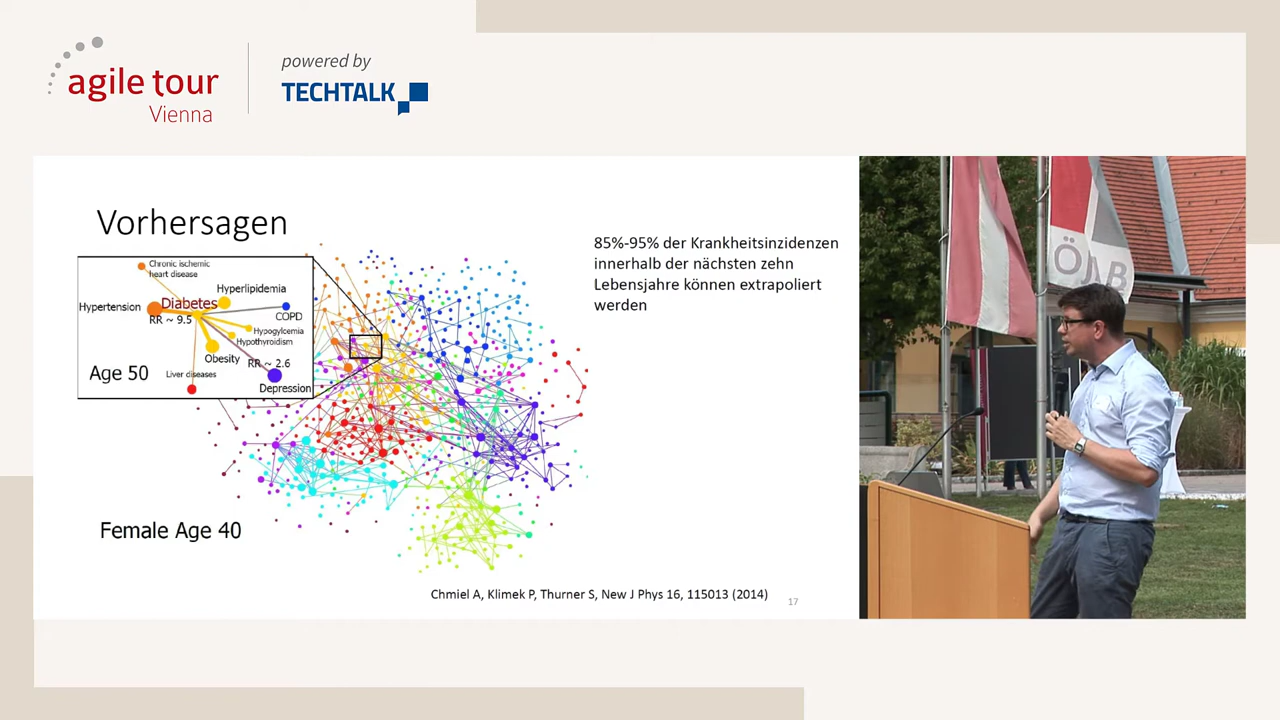 agile tour
Vienna
powered by
TECHTALK
Vorhersagen
85%-95% der Krankheitsinzidenzen
innerhalb der nächsten zehn
Lebensjahre können extrapoliert
werden
Chronic ischemic
heart disease
Hyperlipidemia
Hypertension
Diabetes
COPD
RR ~ 9.5
Hypogylcemia
Hypothyroidism
Obesity
RR ~ 2.6
Age 50
Liver diseases
Depression
Female Age 40
Chmiel A, Klimek P, Thurner S, New J Phys 16, 115013 (2014)
17
ÖJAB